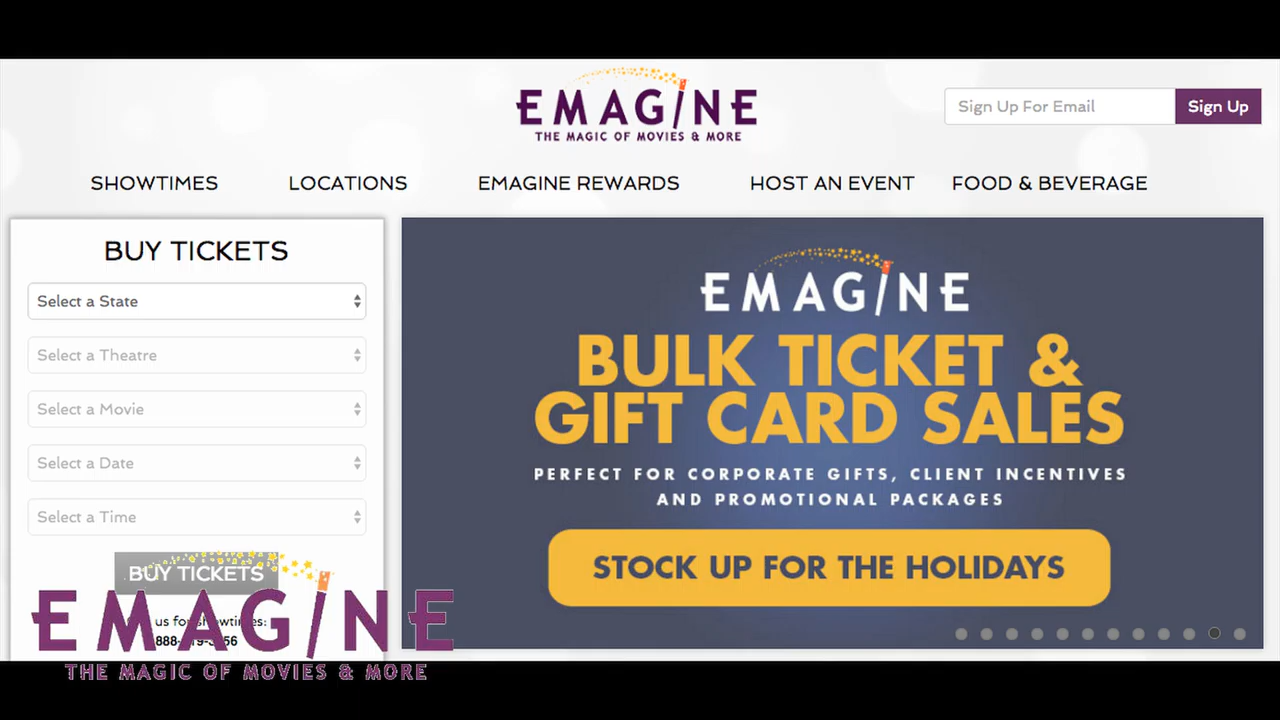 EMAGINE
THE MAGIC OF MOVIES & MORE
Sign Up For Email
Sign Up
SHOWTIMES
LOCATIONS
EMAGINE REWARDS
HOST AN EVENT
FOOD & BEVERAGE
BUY TICKETS
Select a State
Select a Theatre
Select a Movie
Select a Date
Select a Time
BUY TICKETS
us for showtimes:
EMAGINE
BULK TICKET &
GIFT CARD SALES
PERFECT FOR CORPORATE GIFTS, CLIENT INCENTIVES
AND PROMOTIONAL PACKAGES
STOCK UP FOR THE HOLIDAYS
EMAGINE
THE MAGIC OF MOVIES & MORE